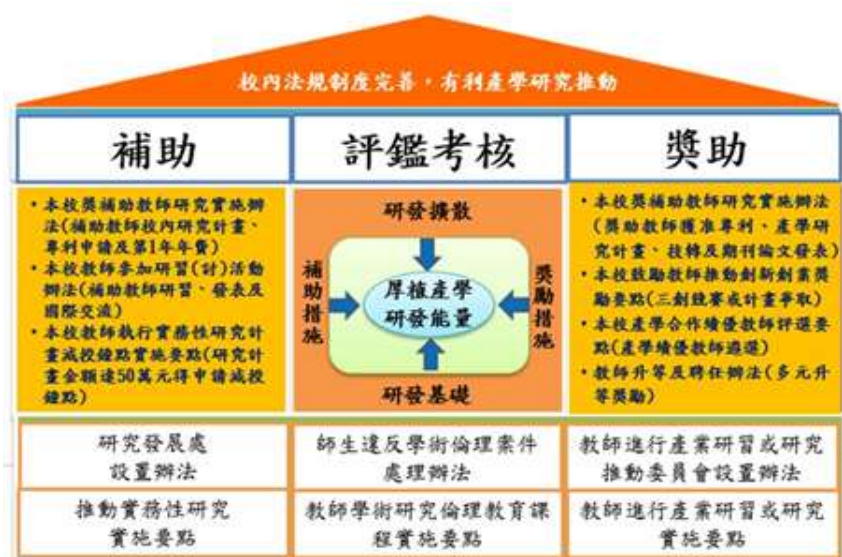 校內法規制度完善，有利產學研究推動
補助
評鑑考核
獎助
• 本校獎補助教師研究實施辦
法(補助教師校內研究計畫、
專利申請及第1年年費)
• 本校教師參加研習(討)活動
辦法(補助教師研習、發表及
國際交流)
• 本校教師執行實務性研究計
畫減授鐘點實施要點(研究計
畫金額達50萬元得申請減授
鐘點)
研發擴散
補助措施
厚植產學
研發能量
獎勵措施
研發基礎
• 本校獎補助教師研究實施辦法
(獎助教師獲准專利、產學研
究計畫、技轉及期刊論文發表)
• 本校鼓勵教師推動創新創業獎
勵要點(三創競賽或計畫爭取)
• 本校產學合作績優教師評選要
點(產學績優教師遴選)
• 教師升等及聘任辦法(多元升
等獎勵)
研究發展處
設置辦法
師生違反學術倫理案件
處理辦法
教師進行產業研習或研究
推動委員會設置辦法
推動實務性研究
實施要點
教師學術研究倫理教育課
程實施要點
教師進行產業研習或研究
實施要點